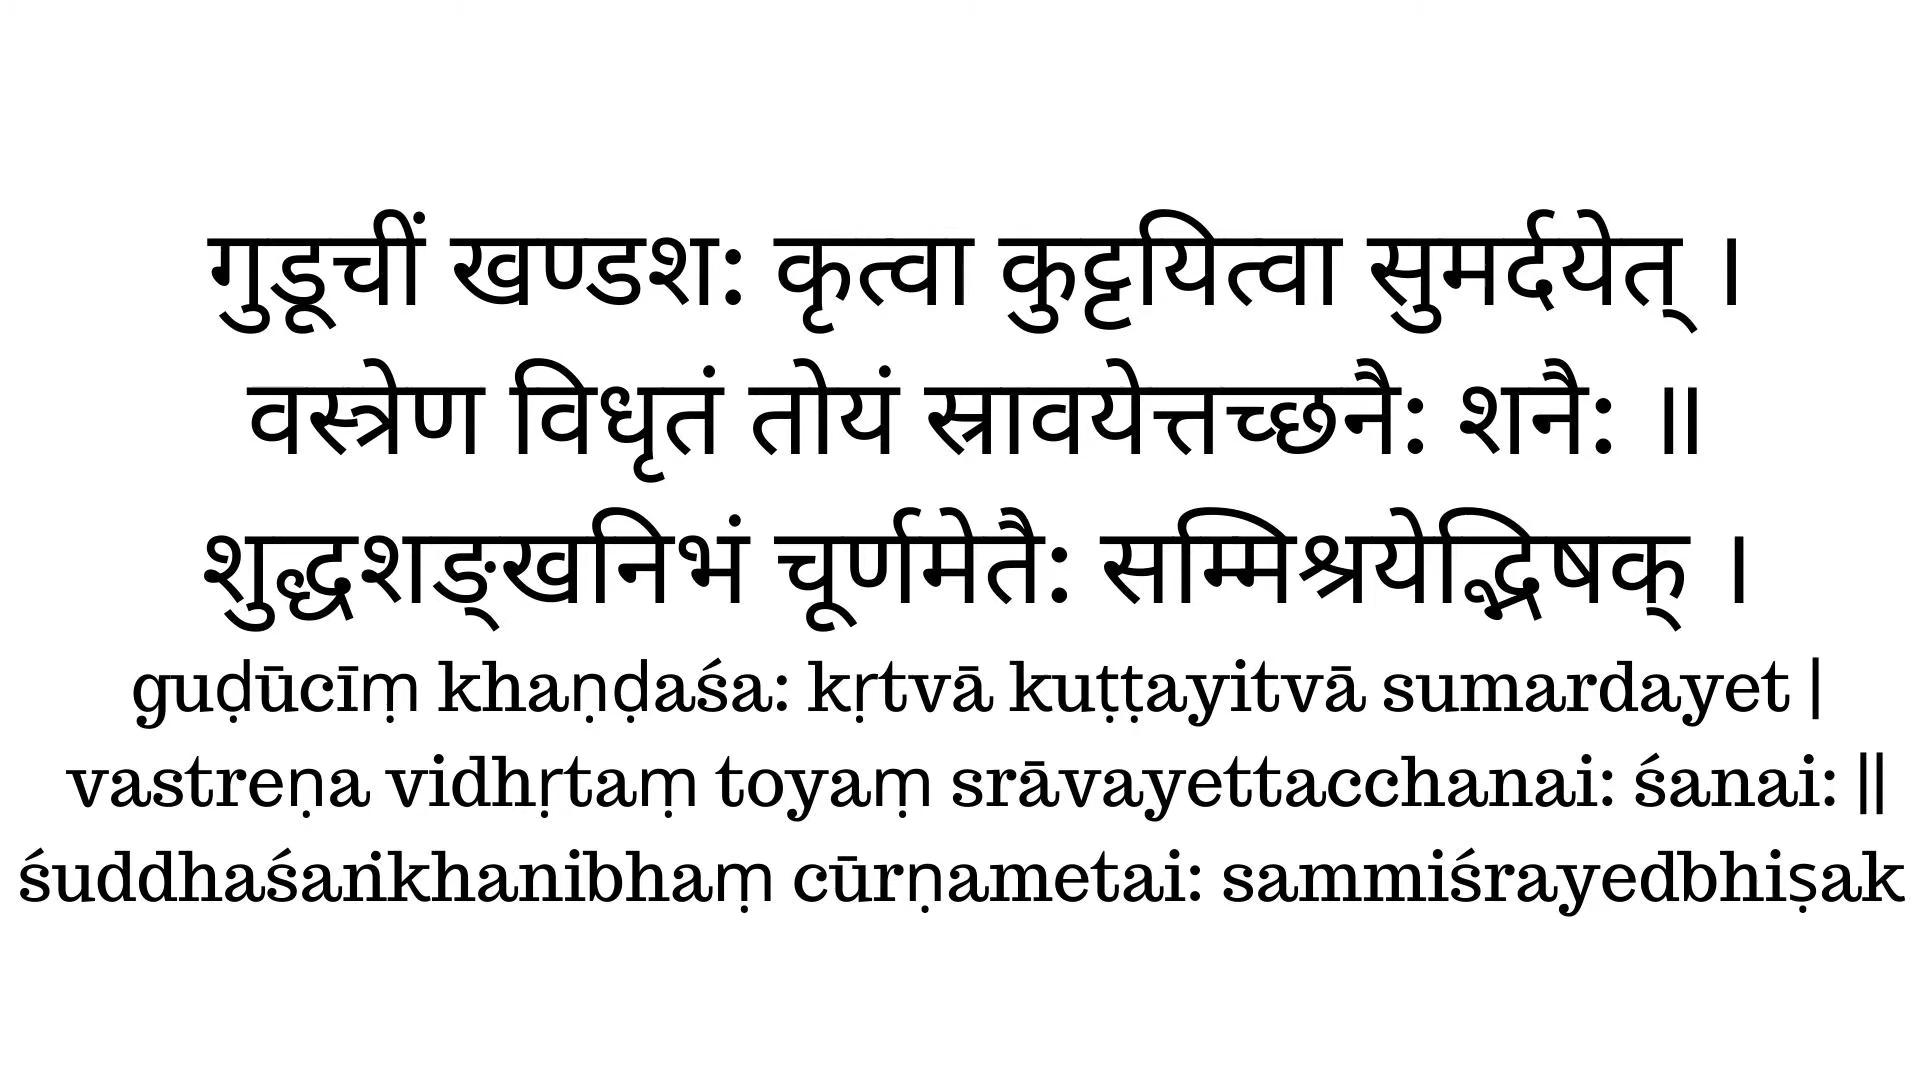 गुडूचीं खण्डश: कृत्वा कुट्टयित्वा सुमर्दयेत् ।
वस्त्रेण विधृतं तोयं स्रावयेत्तच्छनै: शनै: ॥
शुद्धशङ्खनिभं चूर्णमेतै: सम्मिश्रयेद्भिषक् ।
guḍūcīṃ khaṇḍaśa: kṛtvā kuṭṭayitvā sumardayet |
vastreṇa vidhṛtaṃ toyaṃ srāvayettacchanai: śanai: ||
śuddhaśaṅkhanibhaṃ cūrṇametai: sammiśrayedbhiṣak